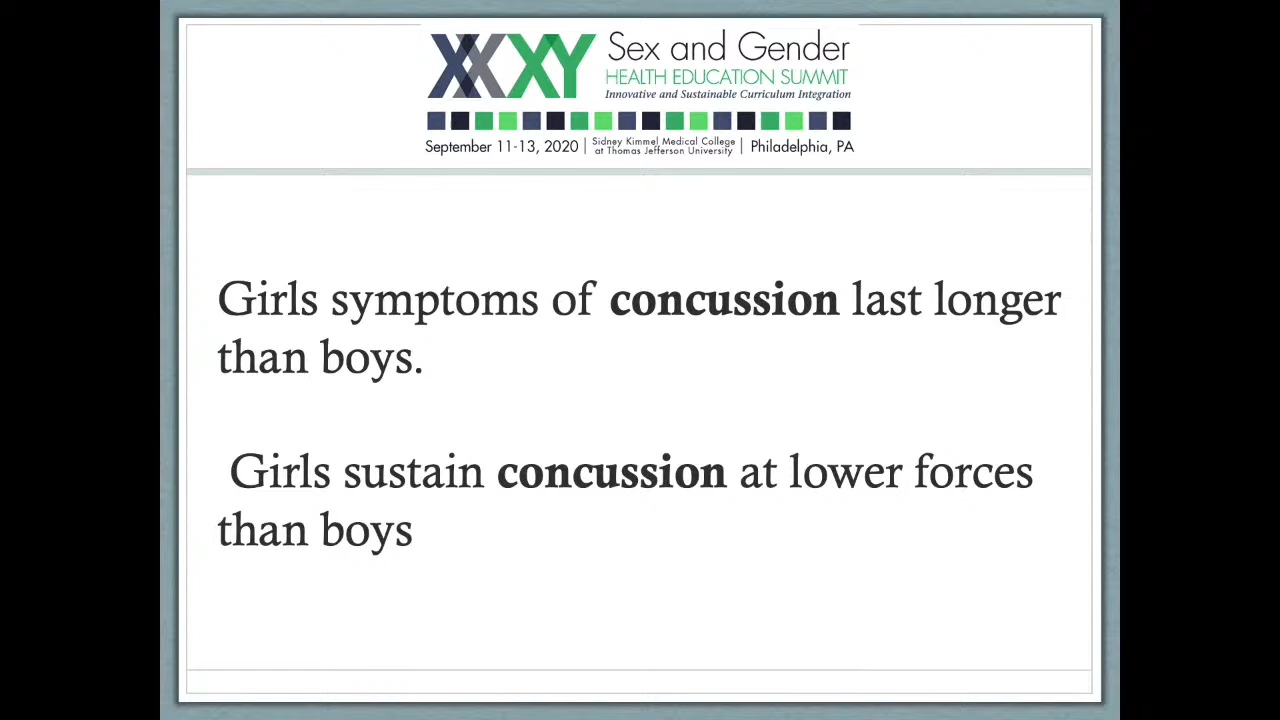 XX XY Sex and Gender
HEALTH EDUCATION SUMMIT
Innovative and Sustainable Curriculum Integration
September 11-13, 2020 | Sidney Kimmel Medical College at Thomas Jefferson University | Philadelphia, PA
Girls symptoms of concussion last longer
than boys.
Girls sustain concussion at lower forces
than boys